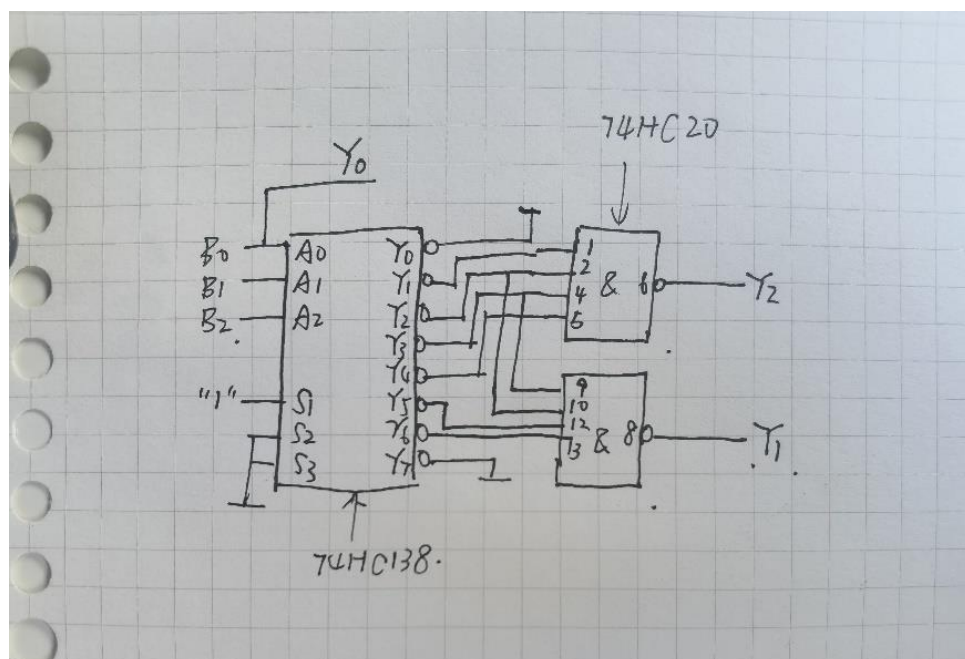 74HC20
Y0
B0 A0 Y0 1
B1 A1 Y1 2 & 6 Y2
B2 A2 Y2 4
Y3 5
Y4 9
"1" S1 Y5 10
S2 Y6 12 & 8 Y1
S3 Y7 13
74HC138.